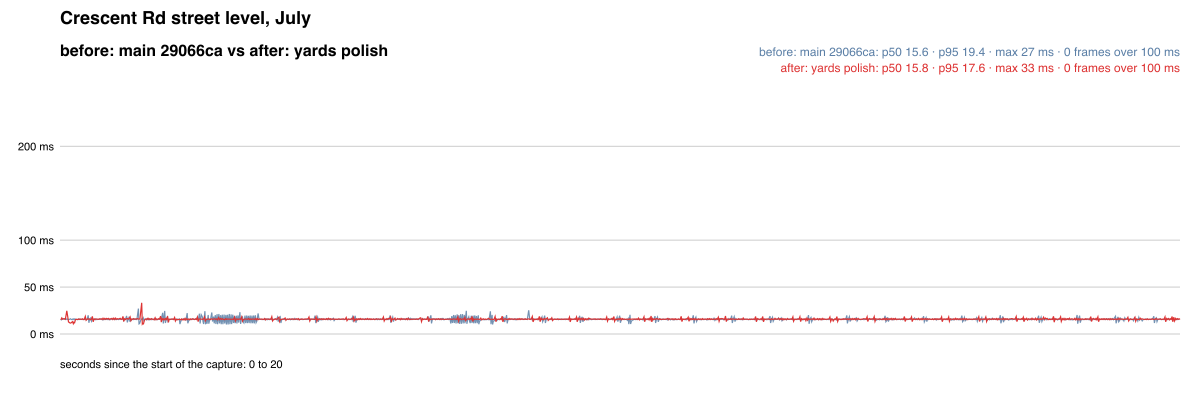 Crescent Rd street level, July
before: main 29066ca vs after: yards polish
before: main 29066ca: p50 15.6 · p95 19.4 · max 27 ms · 0 frames over 100 ms
after: yards polish: p50 15.8 · p95 17.6 · max 33 ms · 0 frames over 100 ms
200 ms
100 ms
50 ms
0 ms
seconds since the start of the capture: 0 to 20